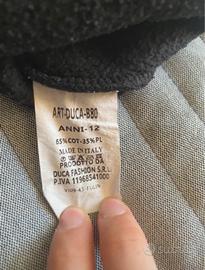 ART-DUCA-B80
ANNI-12
65% COT-35% PL
MADE IN ITALY
PRODOTTO DA
DUCA FASHION S.R.L.
P.IVA 11968541000